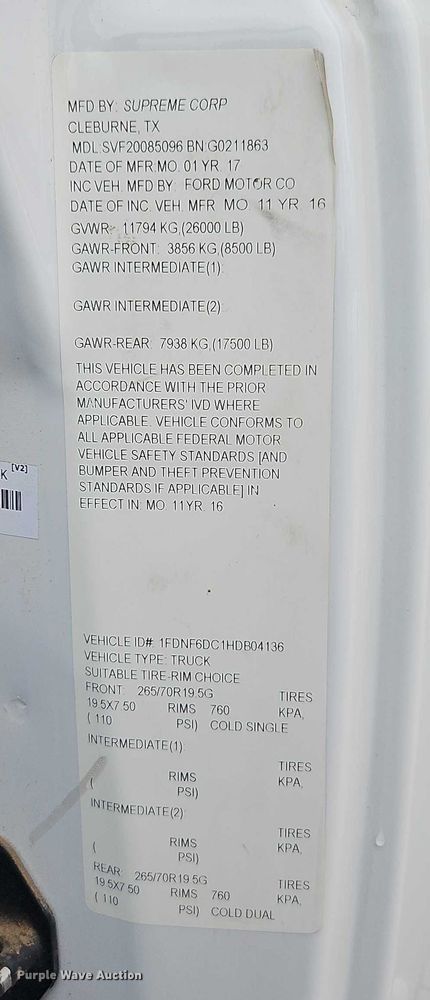 MFD BY: SUPREME CORP
CLEBURNE, TX
MDL:SVF20085096 BN:G0211863
DATE OF MFR:MO. 01 YR. 17
INC VEH. MFD BY: FORD MOTOR CO
DATE OF INC. VEH. MFR. MO. 11 YR. 16
GVWR: 11794 KG,(26000 LB)
GAWR-FRONT: 3856 KG,(8500 LB)
GAWR INTERMEDIATE(1):
GAWR INTERMEDIATE(2):
GAWR-REAR: 7938 KG,(17500 LB)
THIS VEHICLE HAS BEEN COMPLETED IN
ACCORDANCE WITH THE PRIOR
MANUFACTURERS' IVD WHERE
APPLICABLE. VEHICLE CONFORMS TO
ALL APPLICABLE FEDERAL MOTOR
VEHICLE SAFETY STANDARDS [AND
BUMPER AND THEFT PREVENTION
STANDARDS IF APPLICABLE] IN
EFFECT IN: MO. 11YR. 16
K [V2]
VEHICLE ID#: 1FDNF6DC1HDB04136
VEHICLE TYPE: TRUCK
SUITABLE TIRE-RIM CHOICE
FRONT: 265/70R19.5G TIRES
19.5X7.50 RIMS 760 KPA,
( 110 PSI) COLD SINGLE
INTERMEDIATE(1):
TIRES
RIMS KPA,
( PSI)
INTERMEDIATE(2):
TIRES
RIMS KPA,
( PSI)
REAR: 265/70R19.5G TIRES
19.5X7.50 RIMS 760 KPA,
( 110 PSI) COLD DUAL
Purple Wave Auction